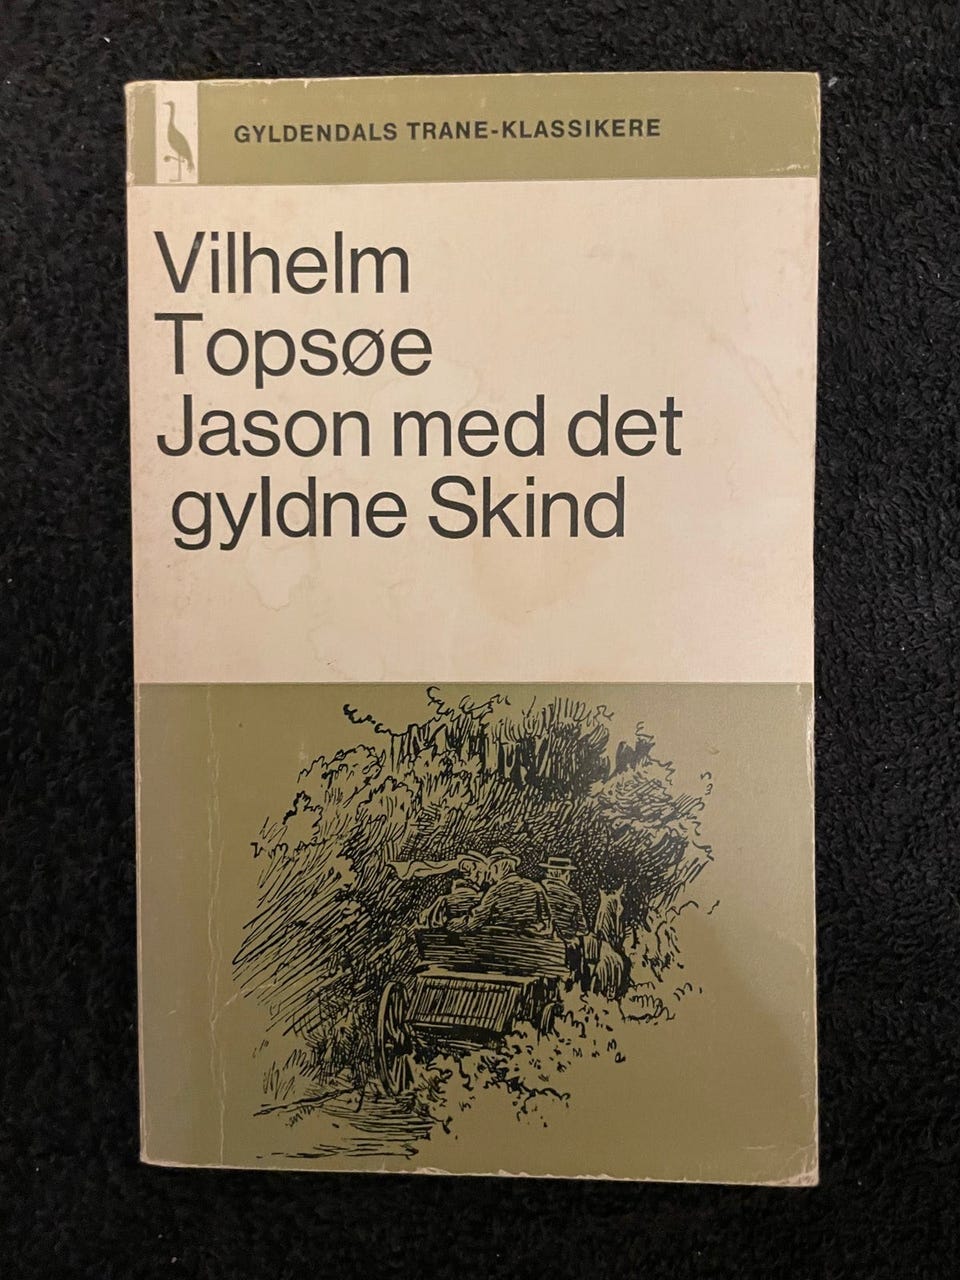 GYLDENDALS TRANE-KLASSIKERE
Vilhelm
Topsøe
Jason med det
gyldne Skind